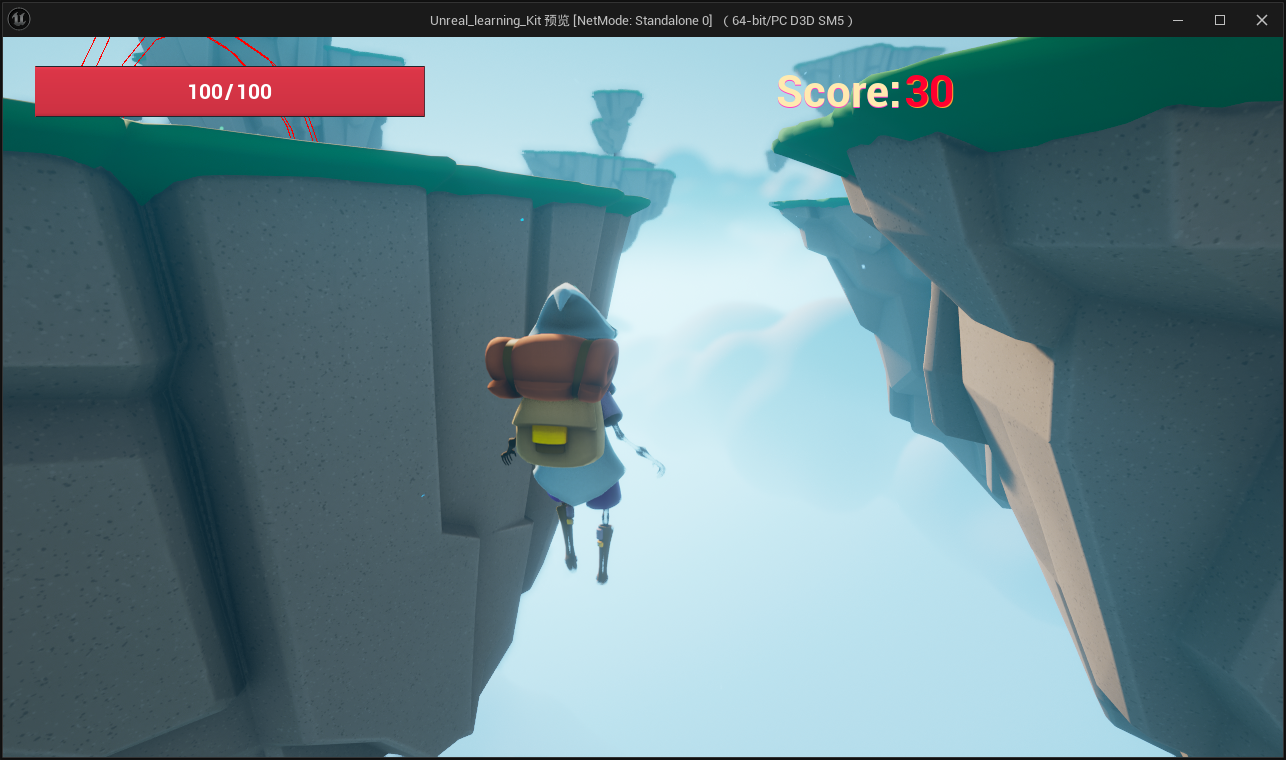 Unreal_learning_Kit 预览 [NetMode: Standalone 0] ( 64-bit/PC D3D SM5 )
100/100
Score:30